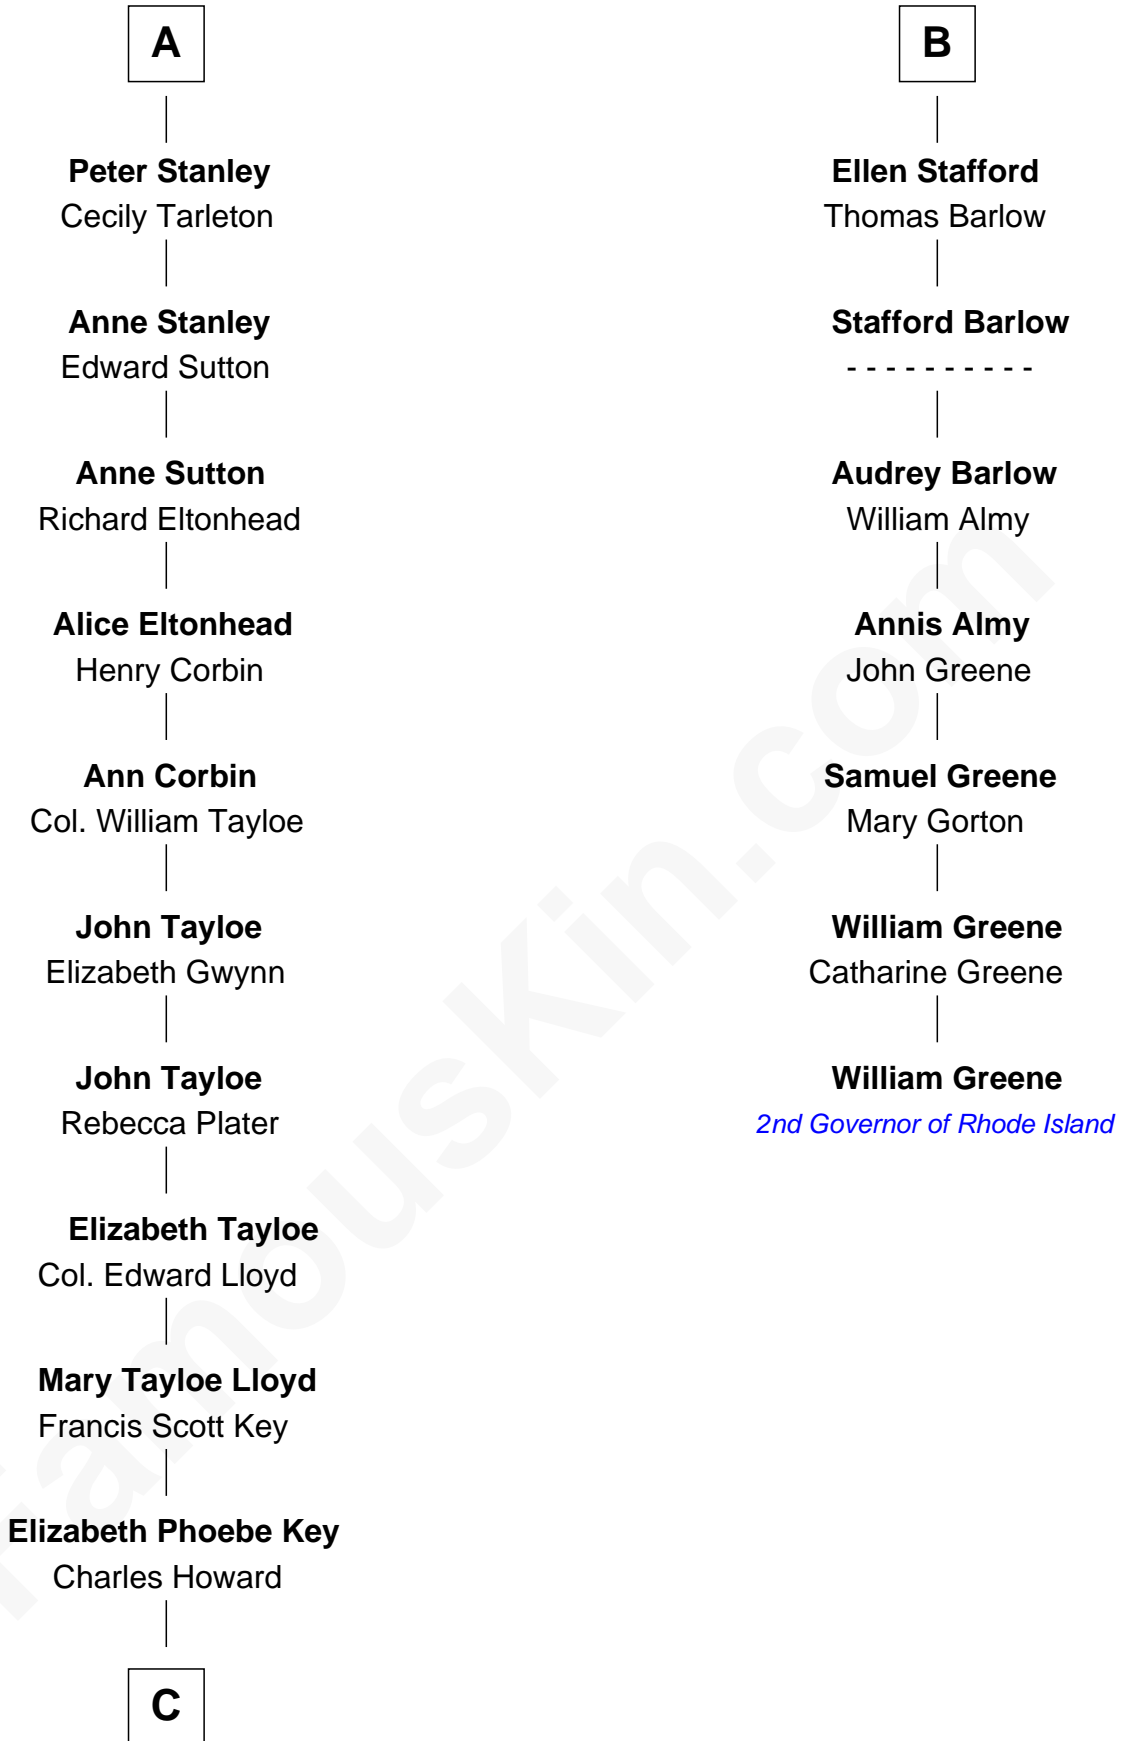 A
Peter Stanley
Cecily Tarleton
Anne Stanley
Edward Sutton
Anne Sutton
Richard Eltonhead
Alice Eltonhead
Henry Corbin
Ann Corbin
Col. William Tayloe
John Tayloe
Elizabeth Gwynn
John Tayloe
Rebecca Plater
Elizabeth Tayloe
Col. Edward Lloyd
Mary Tayloe Lloyd
Francis Scott Key
Elizabeth Phoebe Key
Charles Howard
C
B
Ellen Stafford
Thomas Barlow
Stafford Barlow
- - - - - - - - - -
Audrey Barlow
William Almy
Annis Almy
John Greene
Samuel Greene
Mary Gorton
William Greene
Catharine Greene
William Greene
2nd Governor of Rhode Island
FamousKin.com